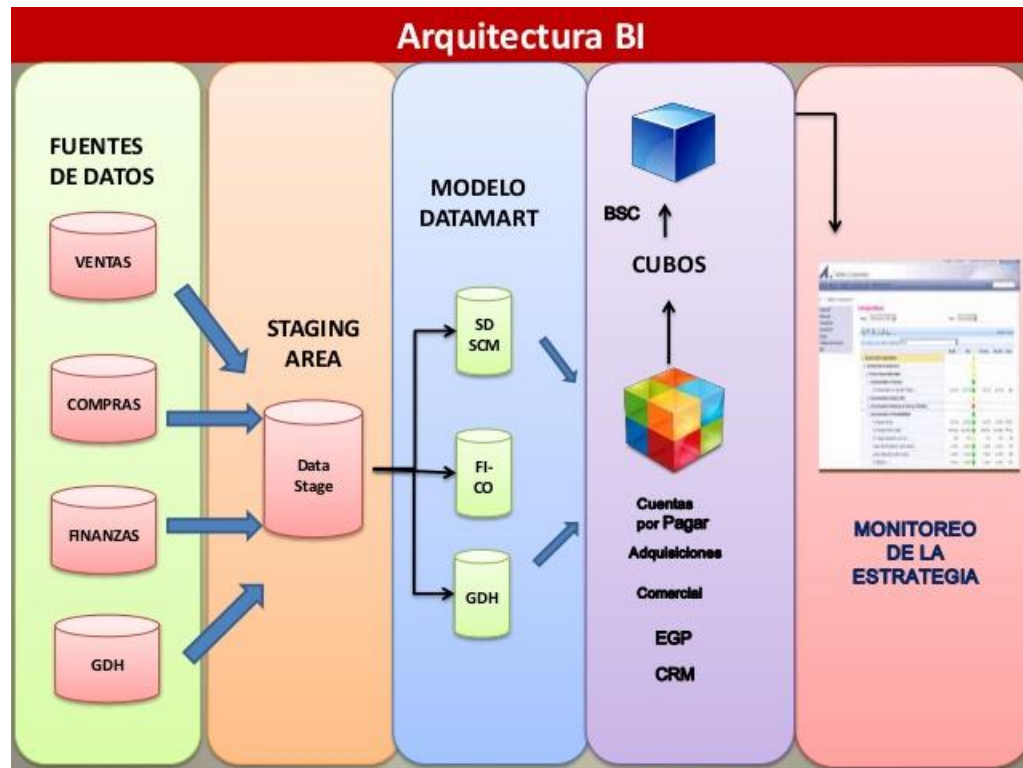 Arquitectura BI
FUENTES
DE DATOS
VENTAS
COMPRAS
FINANZAS
GDH
STAGING
AREA
Data
Stage
MODELO
DATAMART
SD
SCM
FI-
CO
GDH
BSC
CUBOS
Cuentas
por Pagar
Adquisiciones
Comercial
EGP
CRM
MONITOREO
DE LA
ESTRATEGIA